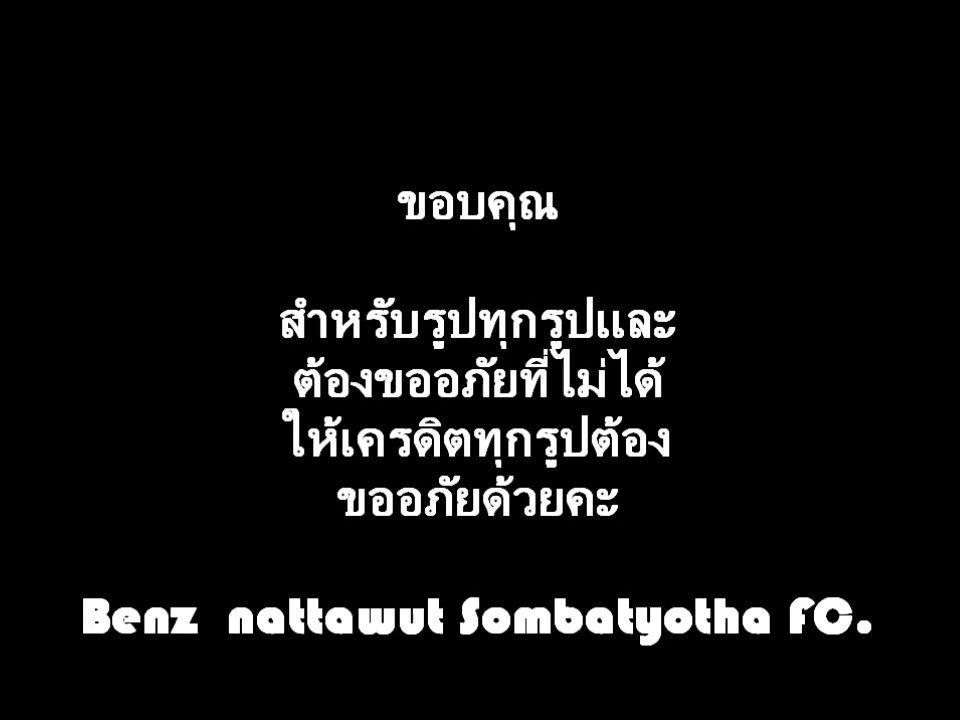 ขอบคุณ
สำหรับรูปทุกรูปและ
ต้องขออภัยที่ไม่ได้
ให้เครดิตทุกรูปต้อง
ขออภัยด้วยคะ
Benz nattawut Sombatyotha FC.